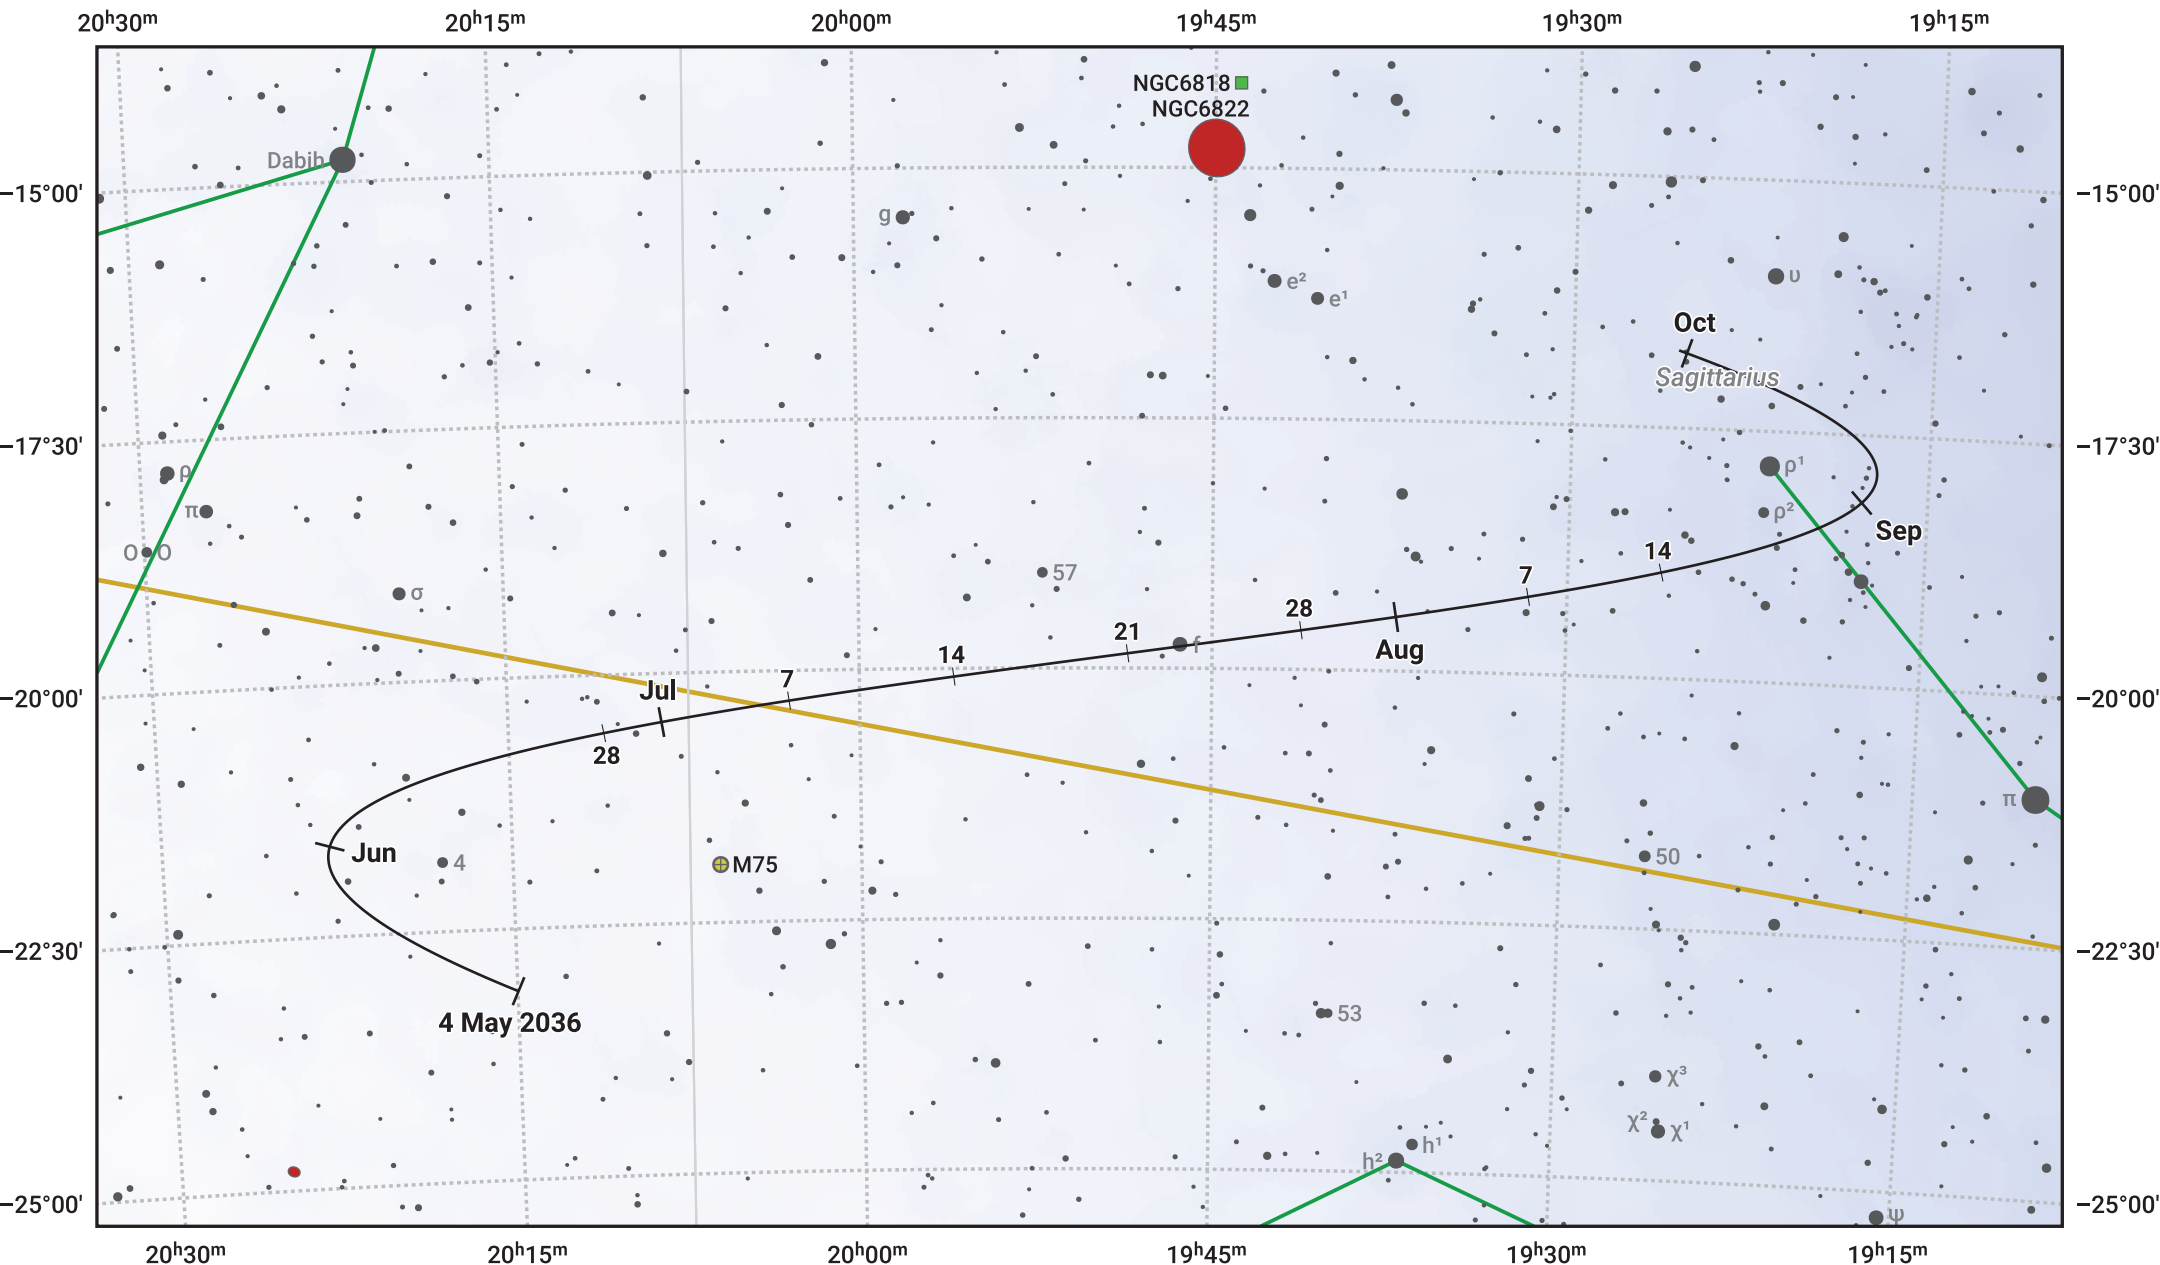 20ʰ30ᵐ 20ʰ15ᵐ 20ʰ00ᵐ 19ʰ45ᵐ 19ʰ30ᵐ 19ʰ15ᵐ
NGC6818
NGC6822
Dabih
−15°00' −15°00'
g
e² e¹
υ
Oct
Sagittarius
−17°30' −17°30'
ρ
ρ¹
π
ρ²
Sep
O O
14
57
7
σ
28
21
f
Aug
14
7
Jul
−20°00' −20°00'
28
π
Jun
4
M75
50
−22°30' −22°30'
4 May 2036
53
χ³
χ² χ¹
h¹
h²
−25°00' −25°00'
ψ
20ʰ30ᵐ 20ʰ15ᵐ 20ʰ00ᵐ 19ʰ45ᵐ 19ʰ30ᵐ 19ʰ15ᵐ